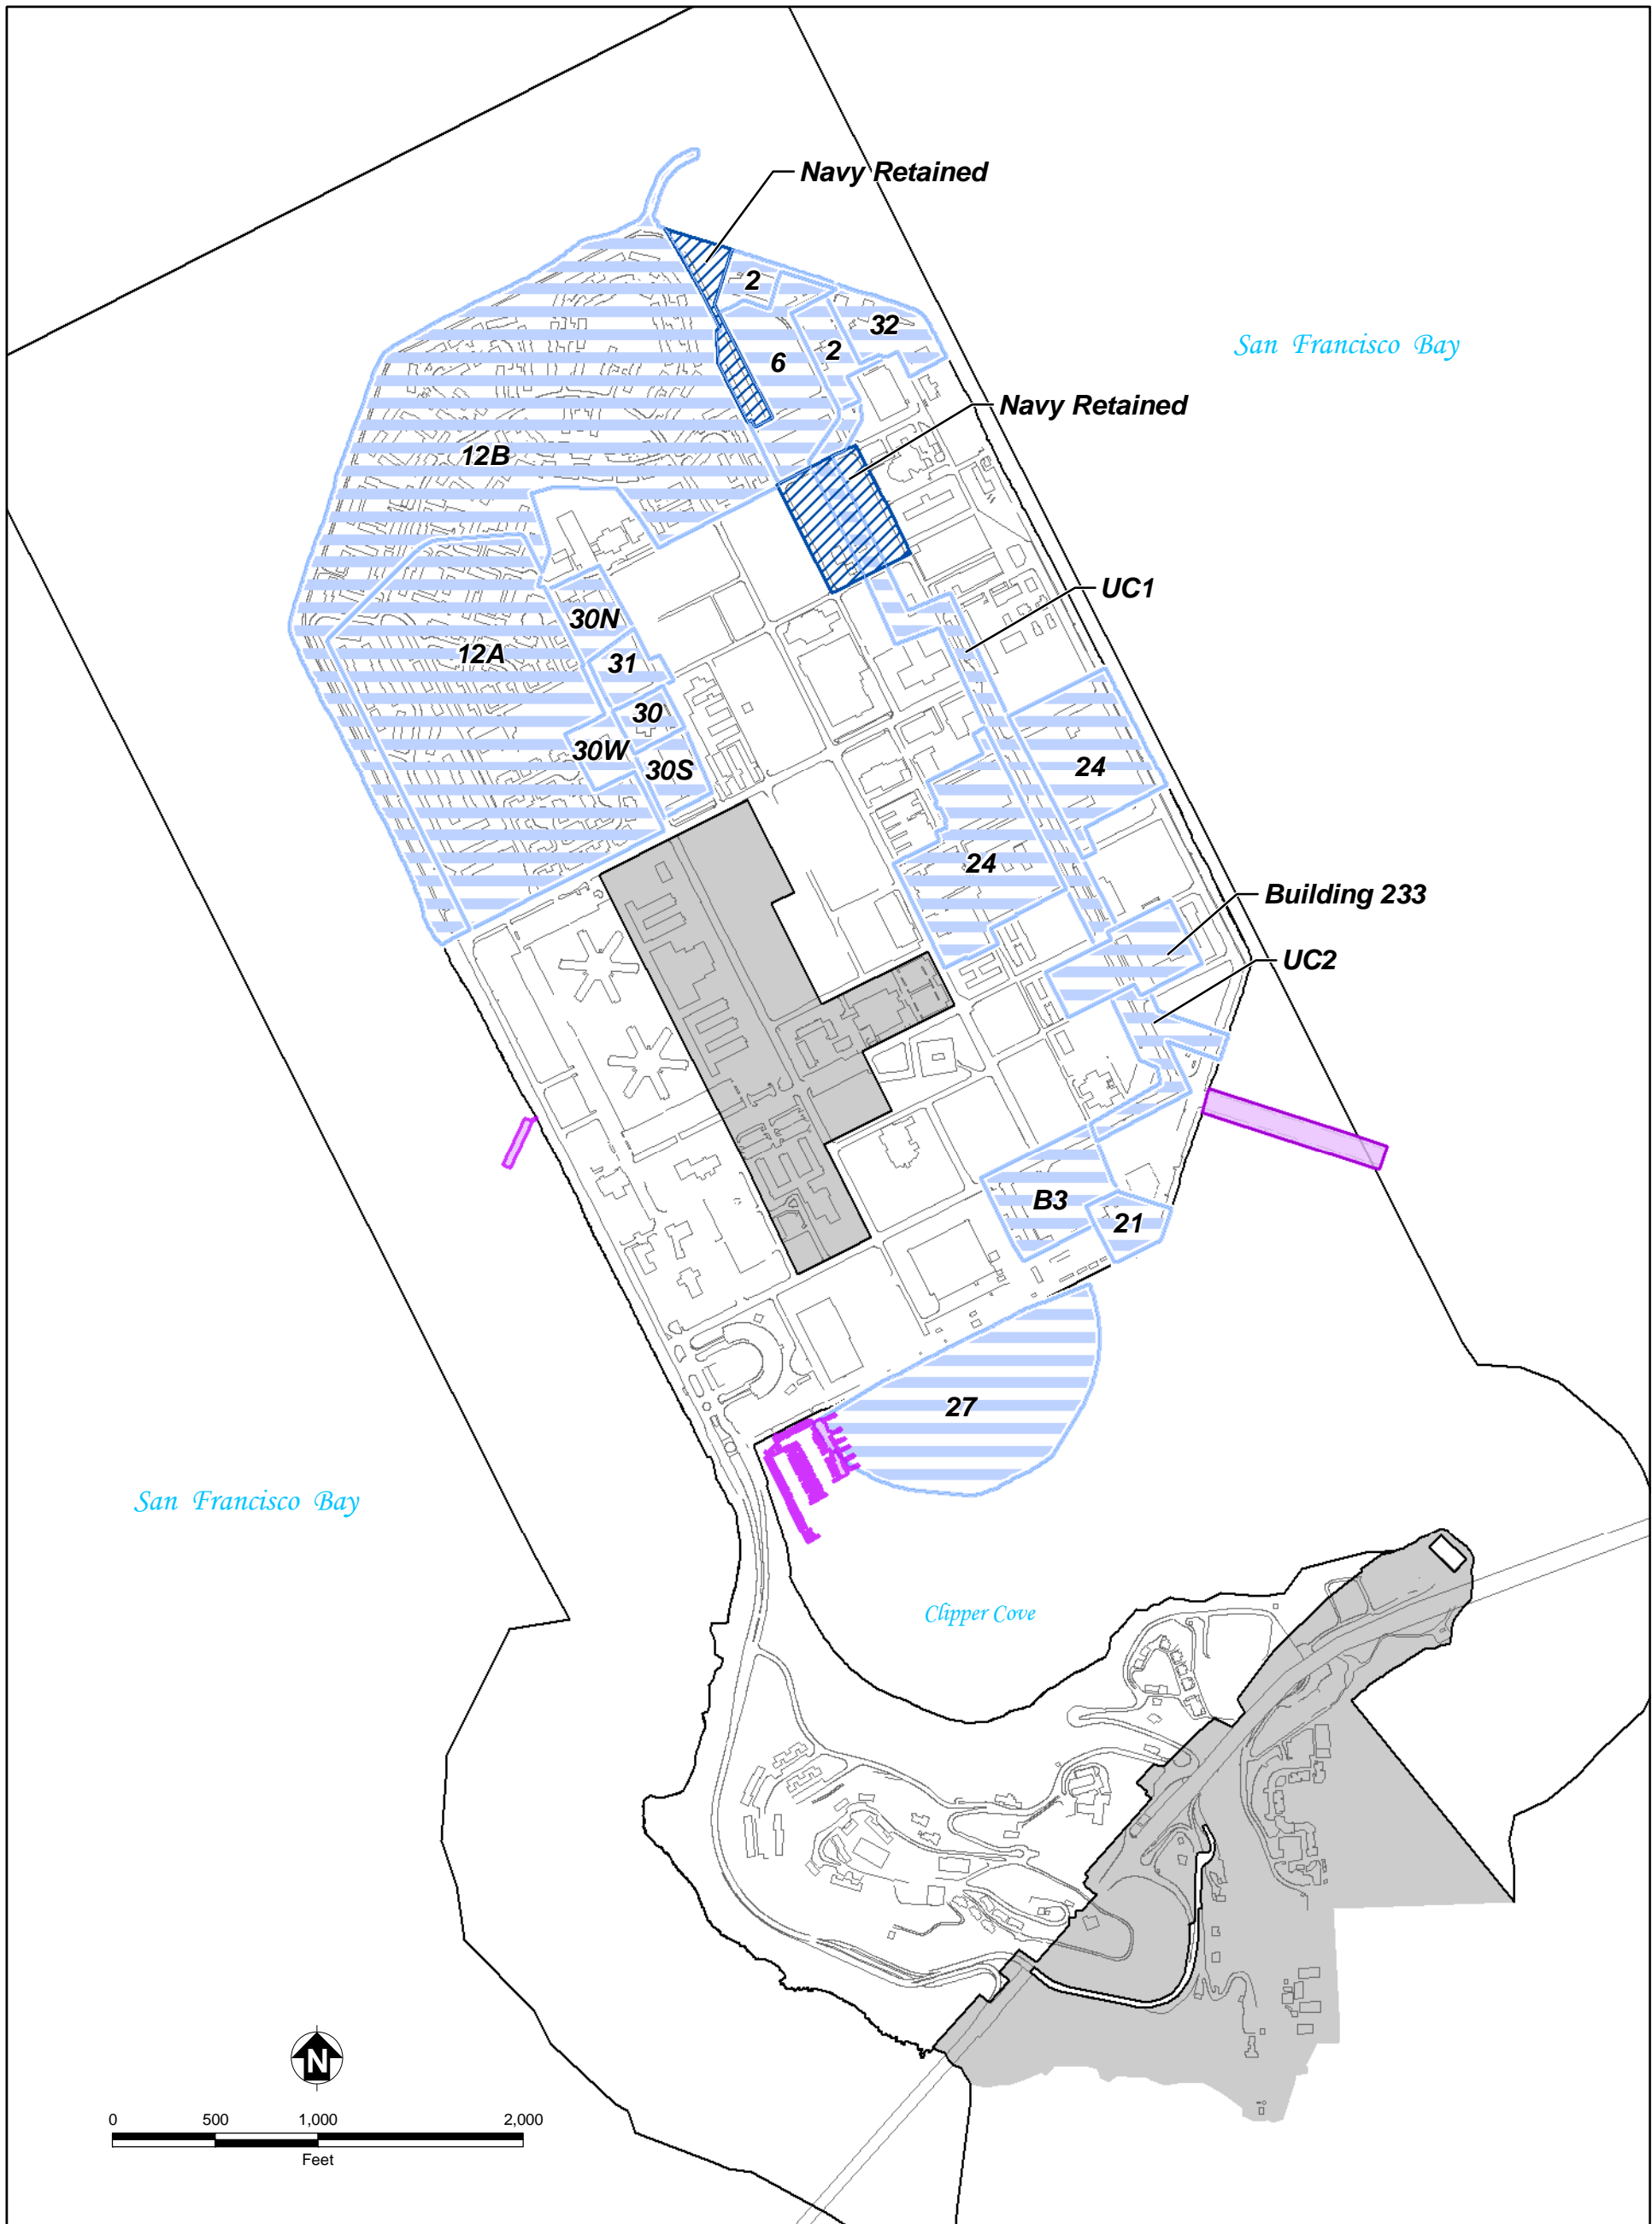 Navy Retained
2
32
San Francisco Bay
2
6
Navy Retained
12B
UC1
30N
12A
31
30
30W
30S
24
24
Building 233
UC2
B3
21
27
San Francisco Bay
Clipper Cove
N
0 500 1,000 2,000
Feet